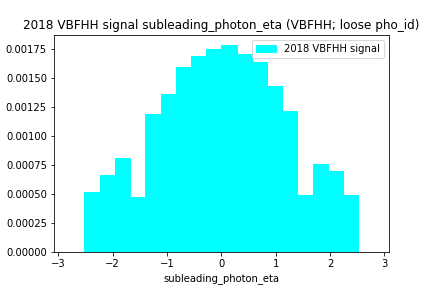 2018 VBFHH signal subleading_photon_eta (VBFHH; loose pho_id)
2018 VBFHH signal
0.00175
0.00150
0.00125
0.00100
0.00075
0.00050
0.00025
0.00000
−3 −2 −1 0 1 2 3
subleading_photon_eta